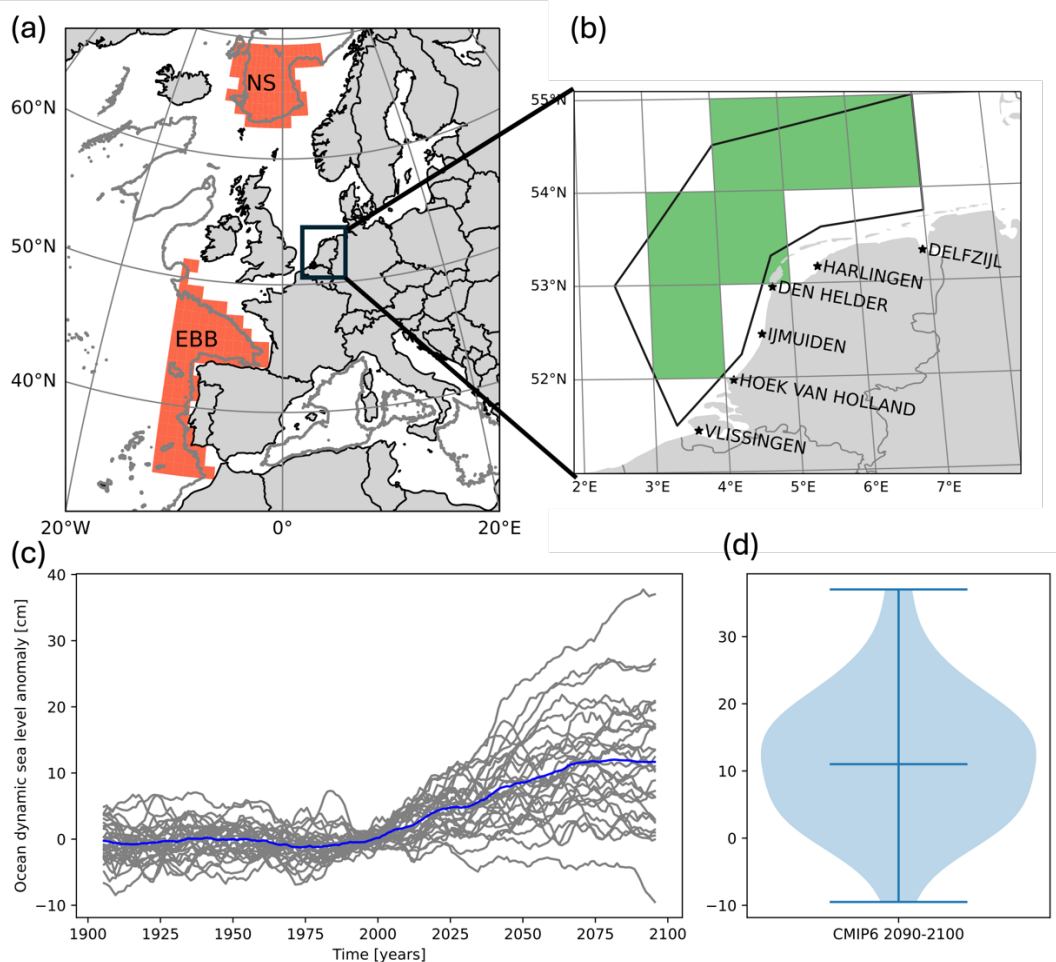 (a)
NS
EBB
60°N
50°N
40°N
20°W
0°
20°E
(b)
55°N
54°N
53°N
52°N
2°E
3°E
4°E
5°E
6°E
7°E
DELFZIJL
HARLINGEN
DEN HELDER
IJMUIDEN
HOEK VAN HOLLAND
VLISSINGEN
(c)
Ocean dynamic sea level anomaly [cm]
40
30
20
10
0
−10
1900
1925
1950
1975
2000
2025
2050
2075
2100
Time [years]
(d)
30
20
10
0
−10
CMIP6 2090-2100